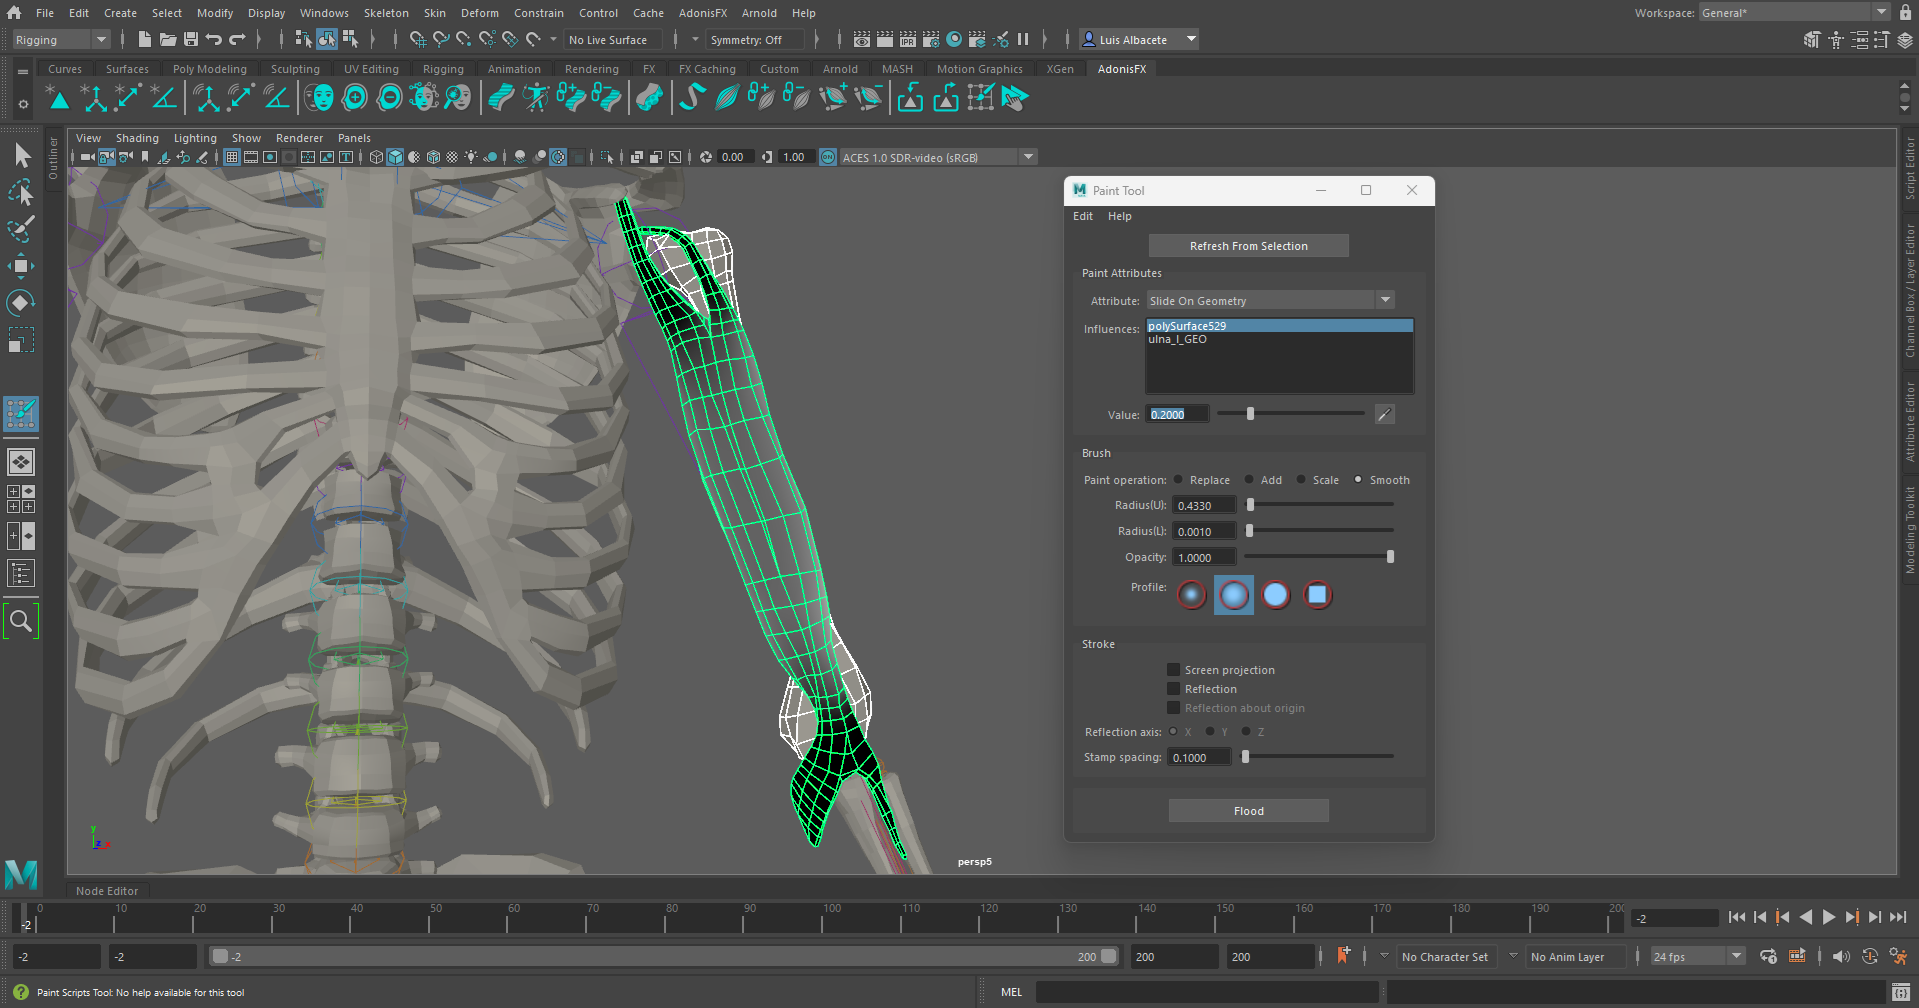 File Edit Create Select Modify Display Windows Skeleton Skin Deform Constrain Control Cache AdonisFX Arnold Help
Workspace: General*
Rigging No Live Surface Symmetry: Off IPR Luis Albacete
Curves Surfaces Poly Modeling Sculpting UV Editing Rigging Animation Rendering FX FX Caching Custom Arnold MASH Motion Graphics XGen AdonisFX
View Shading Lighting Show Renderer Panels
0.00 1.00 ON ACES 1.0 SDR-video (sRGB)
Outliner
Script Editor
Channel Box / Layer Editor
Attribute Editor
Modeling Toolkit
M Paint Tool
Edit Help
Refresh From Selection
Paint Attributes
Attribute: Slide On Geometry
Influences: polySurface529
ulna_l_GEO
Value: 0.2000
Brush
Paint operation: Replace Add Scale Smooth
Radius(U): 0.4330
Radius(L): 0.0010
Opacity: 1.0000
Profile:
Stroke
Screen projection
Reflection
Reflection about origin
Reflection axis: X Y Z
Stamp spacing: 0.1000
Flood
y
z
persp5
M
Node Editor
0 10 20 30 40 50 60 70 80 90 100 110 120 130 140 150 160 170 180 190 200
-2
-2
-2 -2 -2 200 200 200 No Character Set No Anim Layer 24 fps
? Paint Scripts Tool: No help available for this tool
MEL